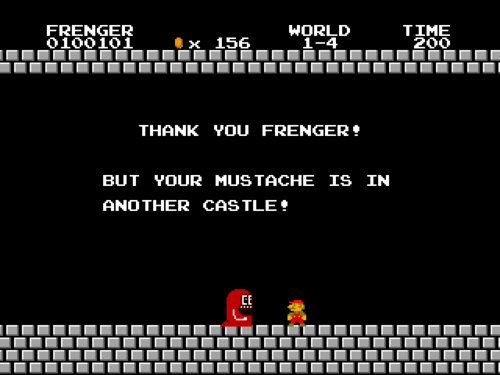 FRENGER WORLD TIME
0100101 x 156 1-4 200
THANK YOU FRENGER!
BUT YOUR MUSTACHE IS IN
ANOTHER CASTLE!